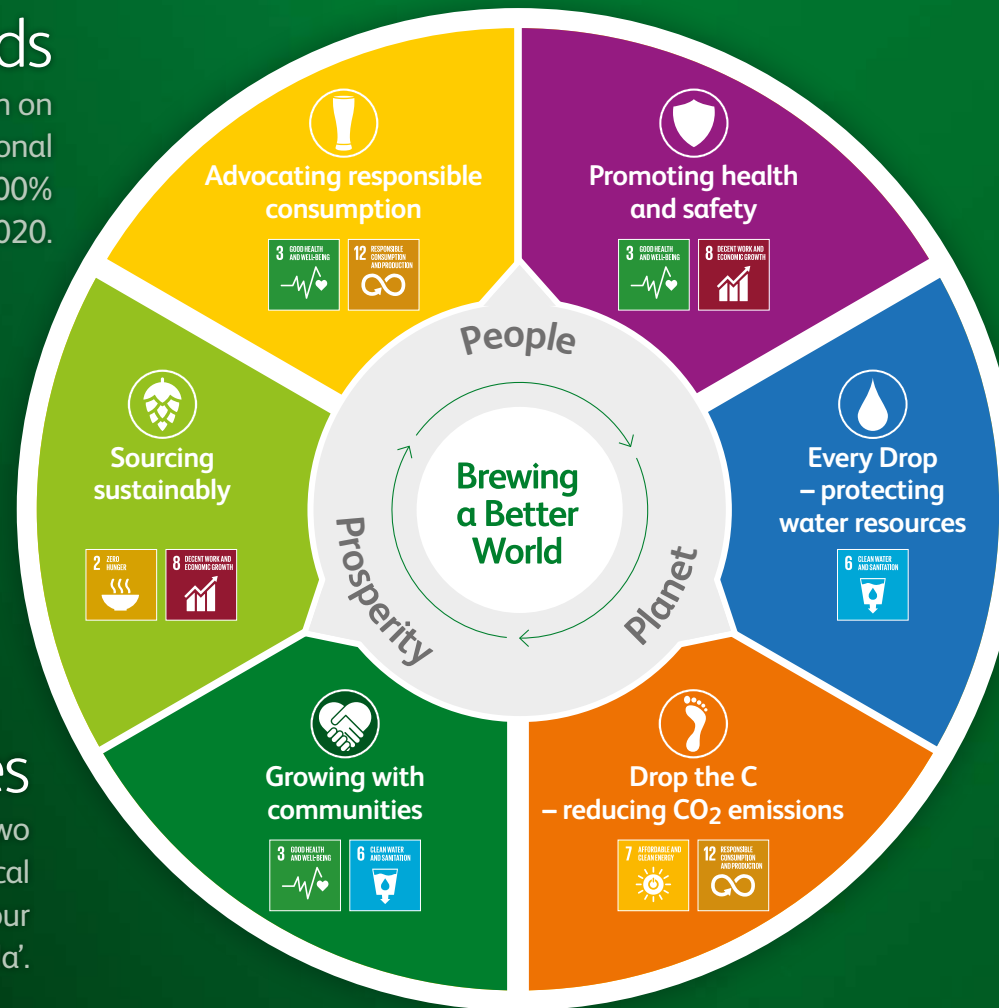 ds
n on
onal
00%
020.
Advocating responsible
consumption
3 GOOD HEALTH
AND WELL-BEING
12 RESPONSIBLE
CONSUMPTION
AND PRODUCTION
Promoting health
and safety
3 GOOD HEALTH
AND WELL-BEING
8 DECENT WORK AND
ECONOMIC GROWTH
People
Sourcing
sustainably
2 ZERO
HUNGER
8 DECENT WORK AND
ECONOMIC GROWTH
Brewing
a Better
World
Every Drop
– protecting
water resources
6 CLEAN WATER
AND SANITATION
Prosperity
Planet
Growing with
communities
3 GOOD HEALTH
AND WELL-BEING
6 CLEAN WATER
AND SANITATION
Drop the C
– reducing CO2 emissions
7 AFFORDABLE AND
CLEAN ENERGY
12 RESPONSIBLE
CONSUMPTION
AND PRODUCTION
es
wo
cal
our
a'.